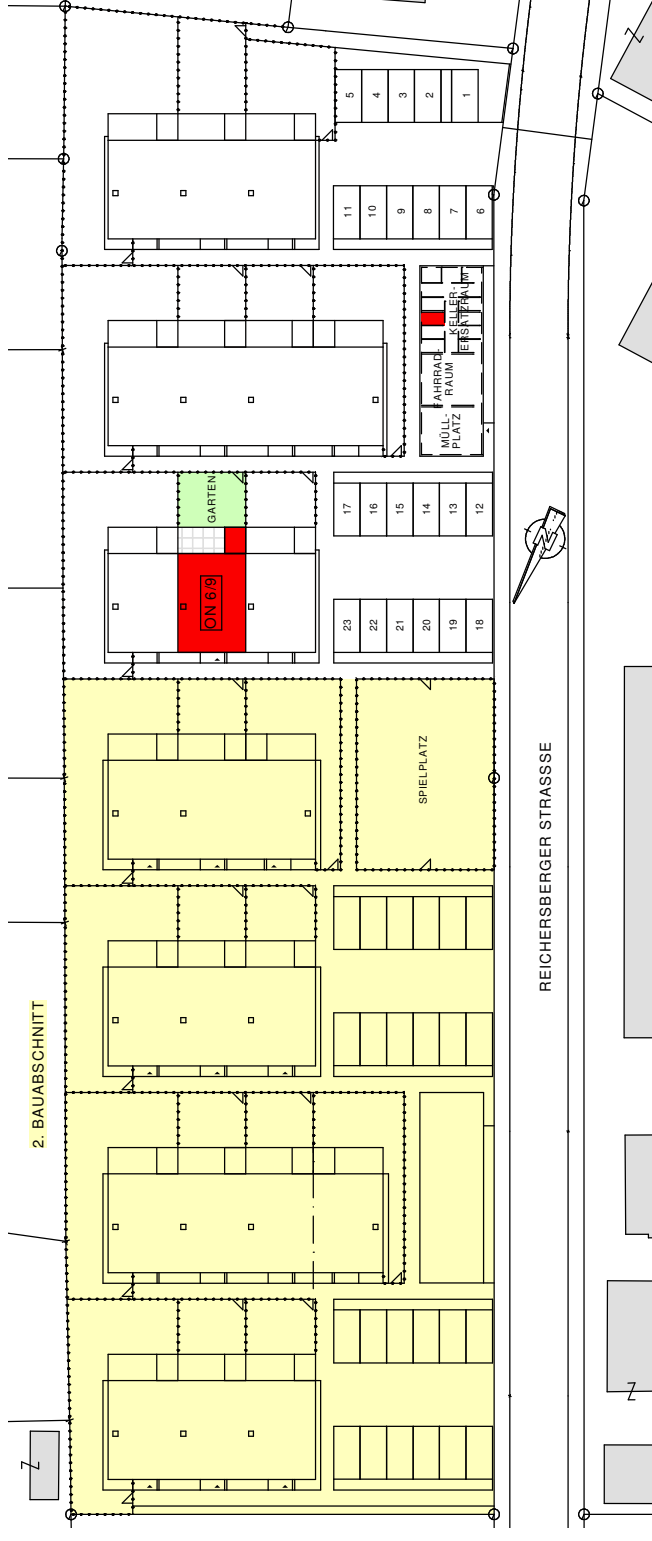 5
4
3
2
1
11
10
9
8
7
6
KELLER-
ERSATZRAUM
FAHRRAD-
RAUM
MÜLL-
PLATZ
GARTEN
ON 6/9
17
16
15
14
13
12
23
22
21
20
19
18
N
SPIELPLATZ
REICHERSBERGER STRASSSE
2. BAUABSCHNITT